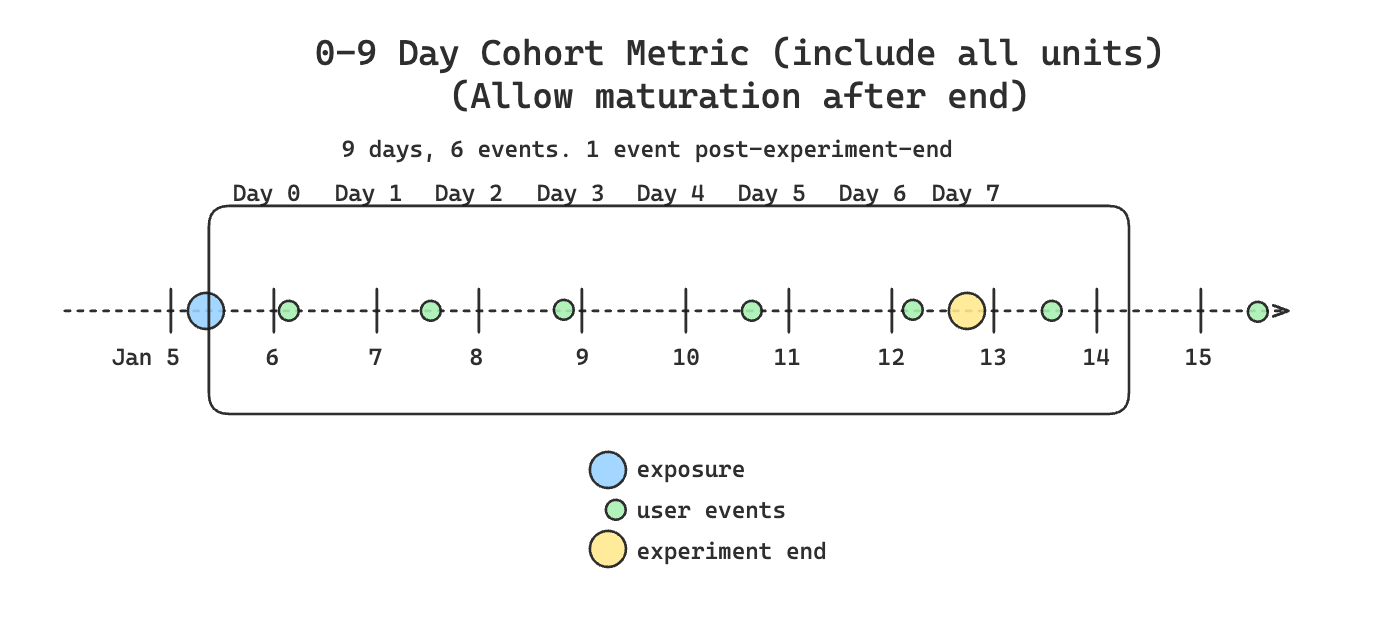 0–9 Day Cohort Metric (include all units)
(Allow maturation after end)
9 days, 6 events. 1 event post–experiment–end
Day 0 Day 1 Day 2 Day 3 Day 4 Day 5 Day 6 Day 7
Jan 5 6 7 8 9 10 11 12 13 14 15
exposure
user events
experiment end